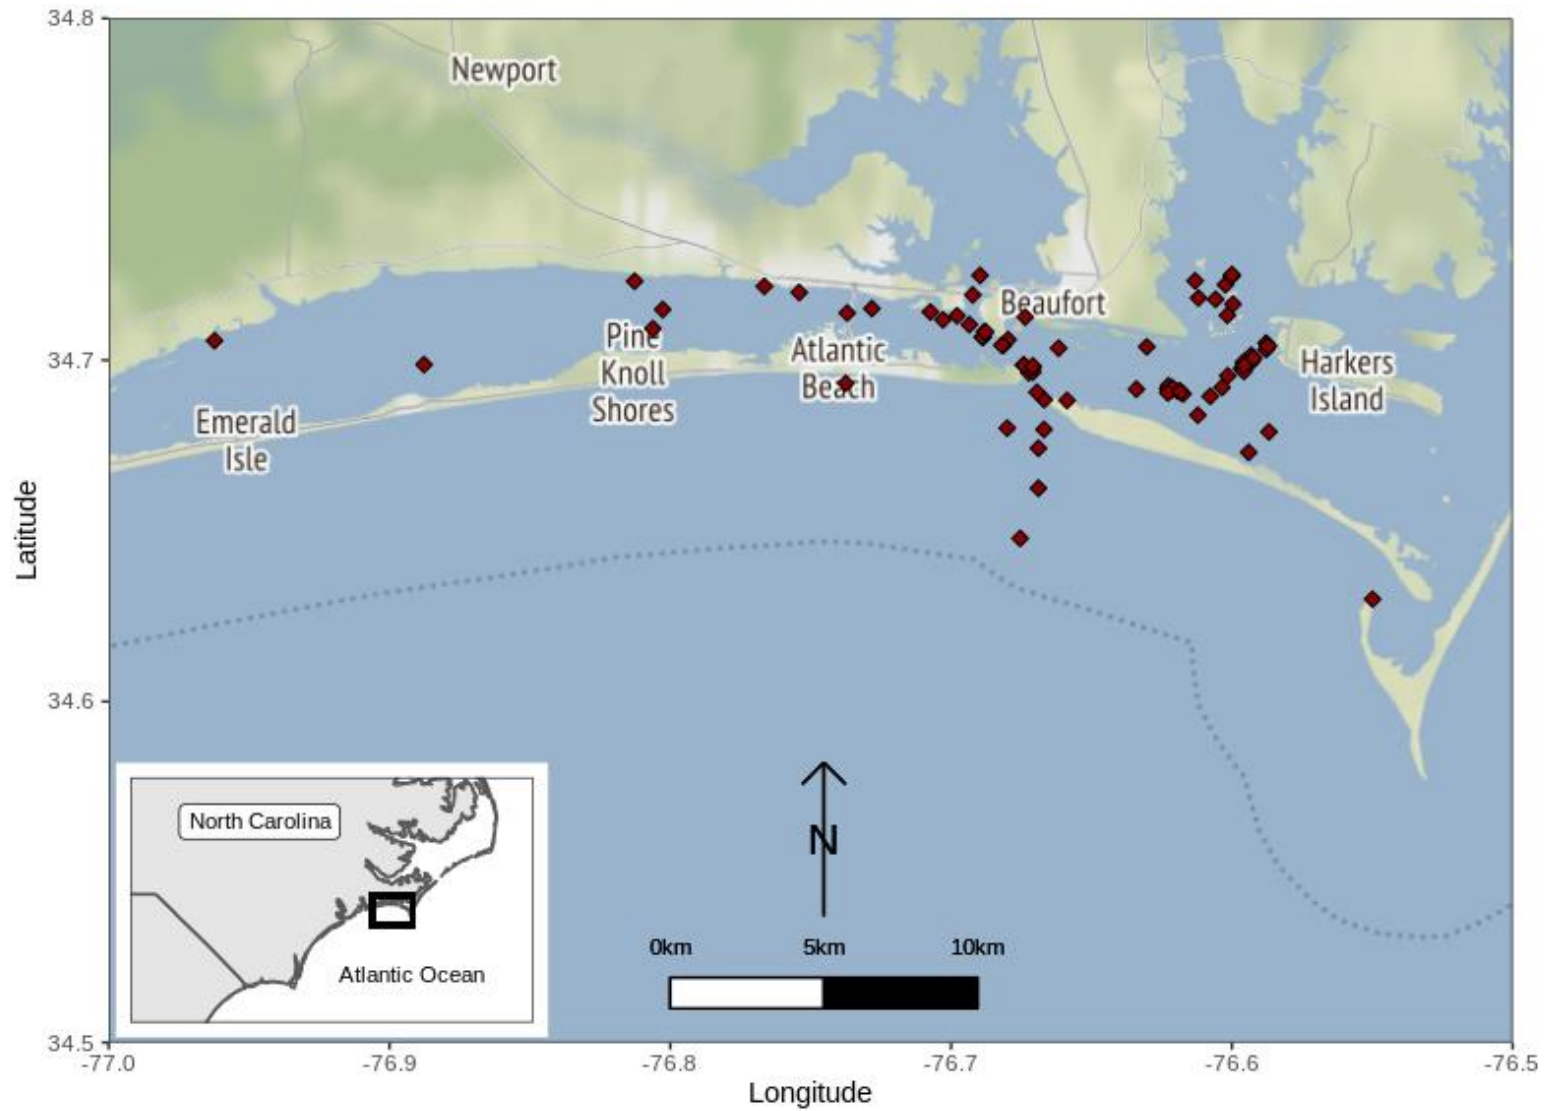 34.8
Newport
Beaufort
34.7
Pine
Knoll
Shores
Atlantic
Beach
Harkers
Island
Emerald
Isle
Latitude
34.6
North Carolina
Atlantic Ocean
N
0km
5km
10km
34.5
-77.0
-76.9
-76.8
-76.7
-76.6
-76.5
Longitude